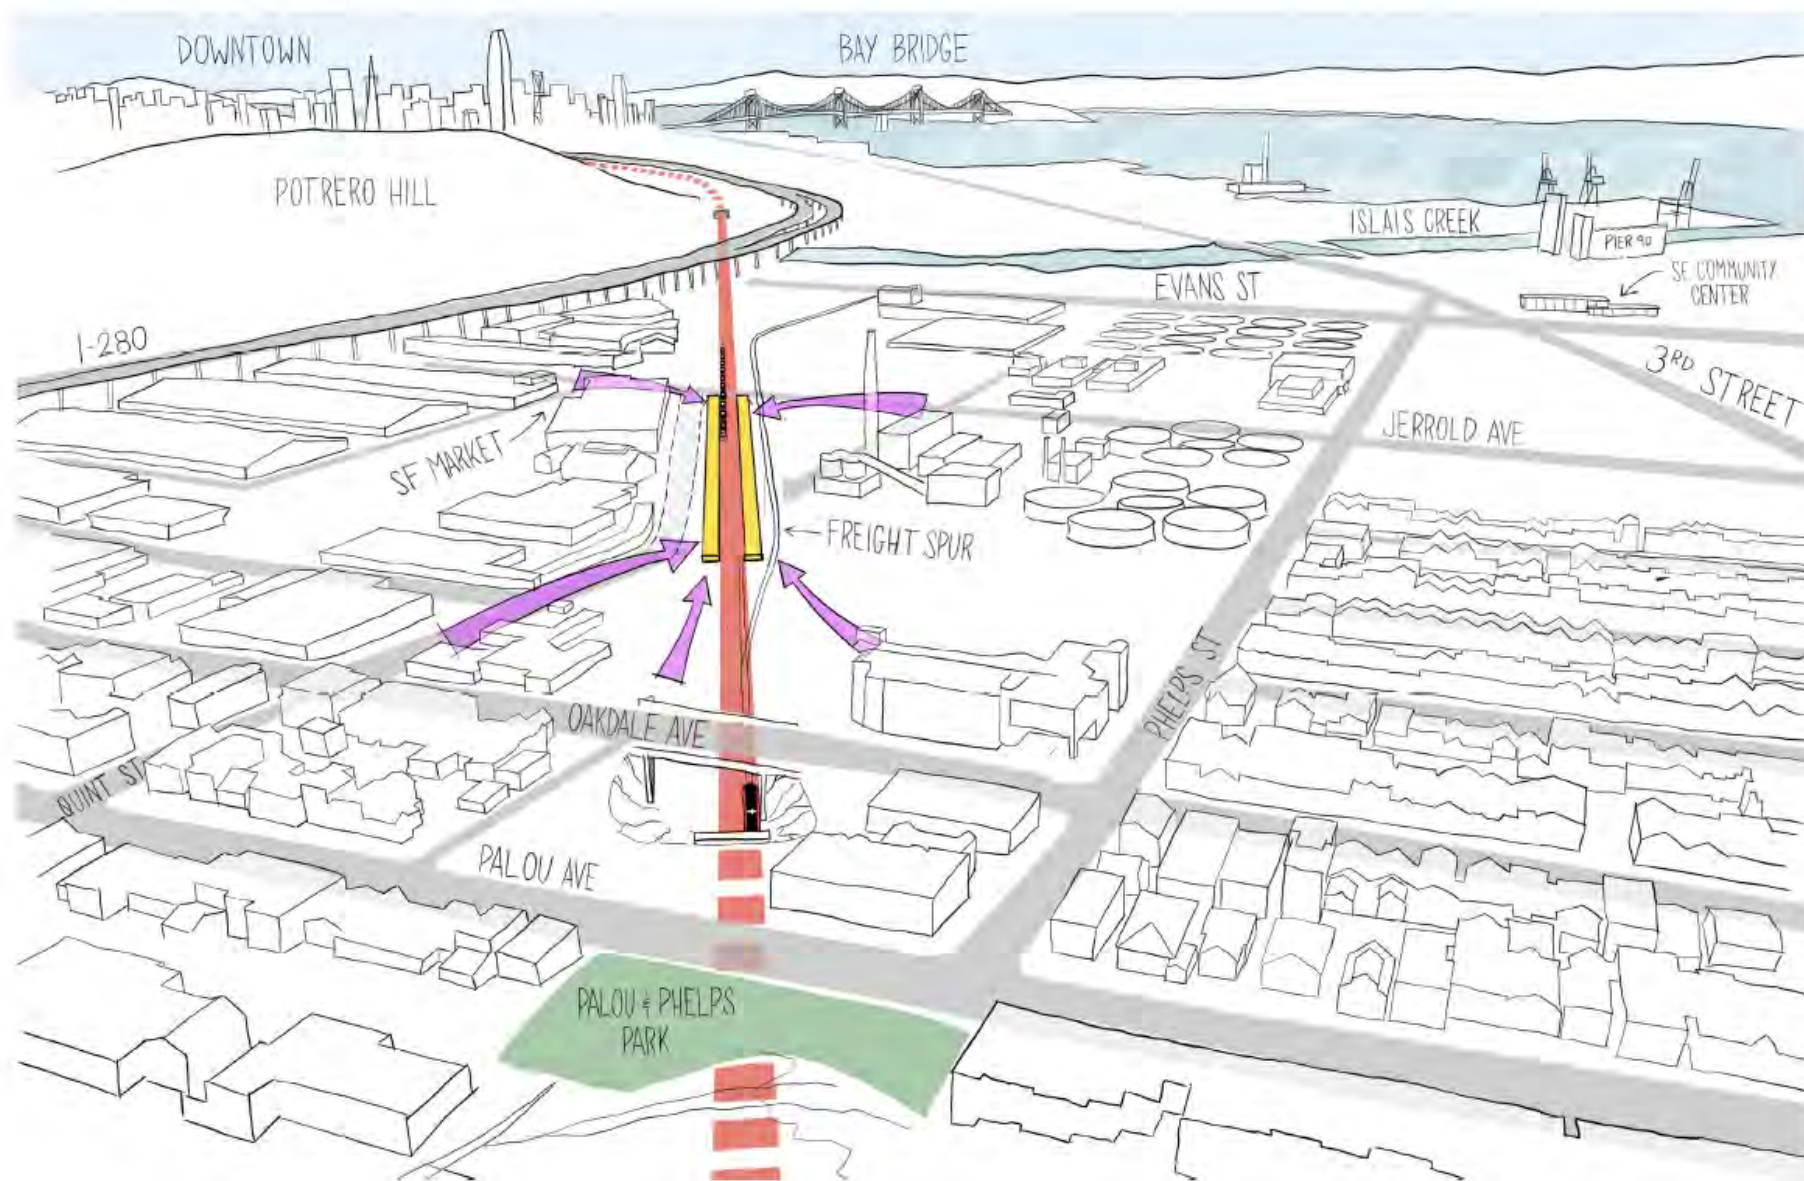 DOWNTOWN
BAY BRIDGE
POTRERO HILL
ISLAIS CREEK
PIER 90
SE COMMUNITY
CENTER
EVANS ST
I-280
3RD STREET
JERROLD AVE
SF MARKET
FREIGHT SPUR
PHELPS ST
OAKDALE AVE
QUINT ST
PALOU AVE
PALOU & PHELPS
PARK